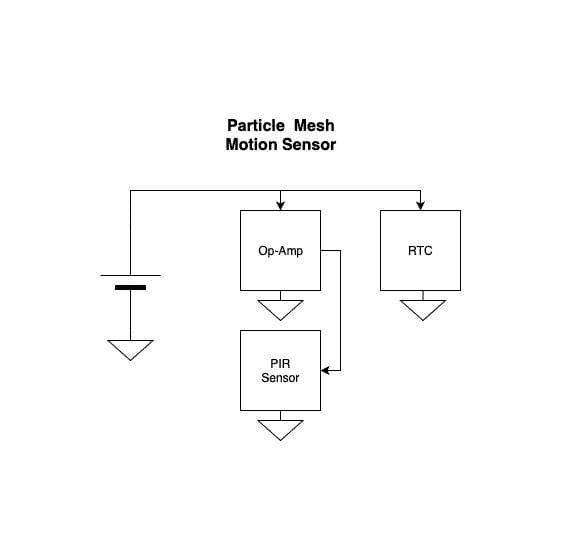 Particle Mesh
Motion Sensor
Op-Amp
RTC
PIR
Sensor